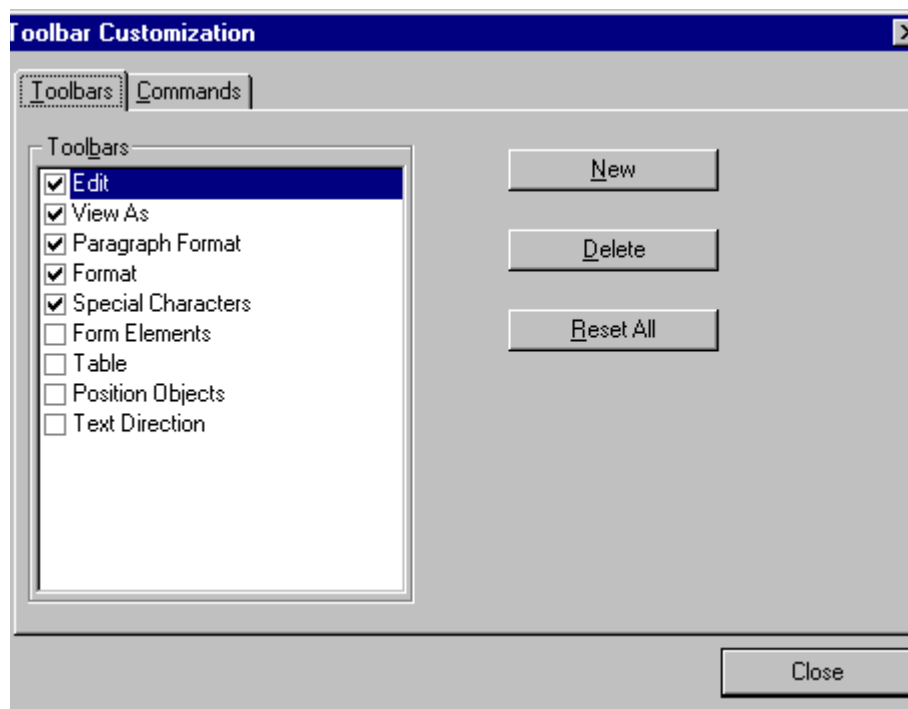 Toolbar Customization
Toolbars Commands
Toolbars
Edit
View As
Paragraph Format
Format
Special Characters
Form Elements
Table
Position Objects
Text Direction
New
Delete
Reset All
Close